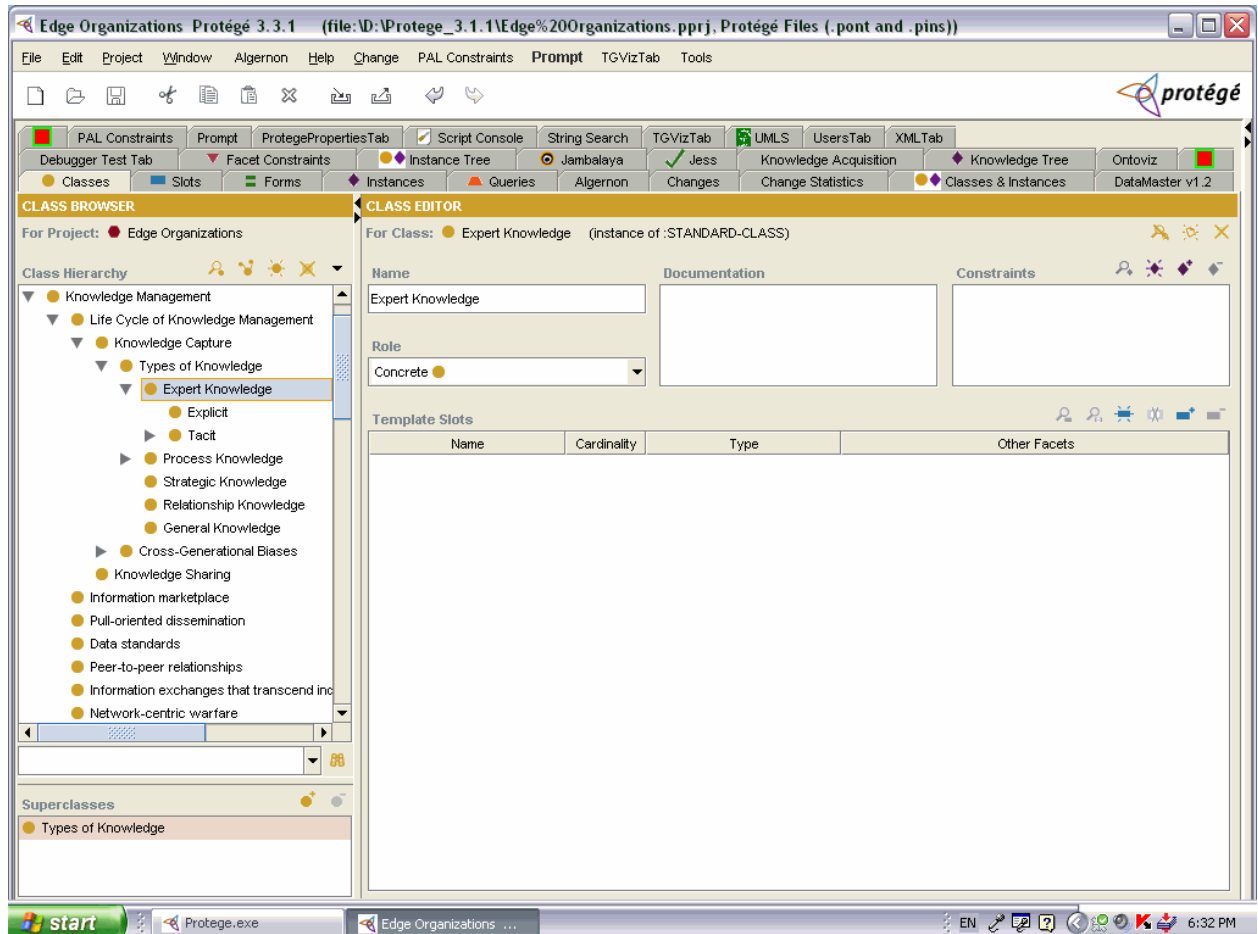 Edge Organizations Protégé 3.3.1 (file:\D:\Protege_3.1.1\Edge%20Organizations.pprj, Protégé Files (.pont and .pins))
File Edit Project Window Algernon Help Change PAL Constraints Prompt TGVizTab Tools
protégé
PAL Constraints Prompt ProtegePropertiesTab Script Console String Search TGVizTab UMLS UsersTab XMLTab
Debugger Test Tab Facet Constraints Instance Tree Jambalaya Jess Knowledge Acquisition Knowledge Tree Ontoviz
Classes Slots Forms Instances Queries Algernon Changes Change Statistics Classes & Instances DataMaster v1.2
CLASS BROWSER
For Project: Edge Organizations
Class Hierarchy
Knowledge Management
Life Cycle of Knowledge Management
Knowledge Capture
Types of Knowledge
Expert Knowledge
Explicit
Tacit
Process Knowledge
Strategic Knowledge
Relationship Knowledge
General Knowledge
Cross-Generational Biases
Knowledge Sharing
Information marketplace
Pull-oriented dissemination
Data standards
Peer-to-peer relationships
Information exchanges that transcend inc
Network-centric warfare
Superclasses
Types of Knowledge
CLASS EDITOR
For Class: Expert Knowledge (instance of :STANDARD-CLASS)
Name
Expert Knowledge
Documentation
Constraints
Role
Concrete
Template Slots
Name Cardinality Type Other Facets
start Protege.exe Edge Organizations ... EN 6:32 PM